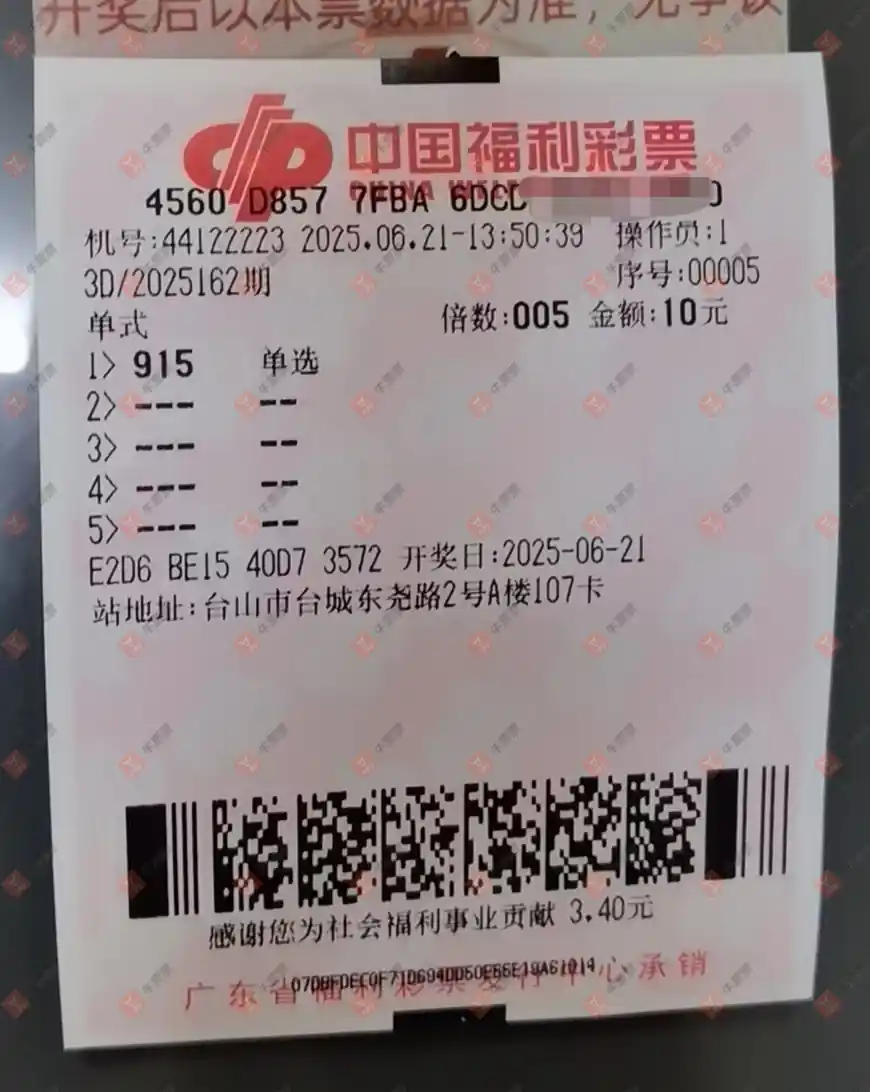 开奖后以本票数据为准，无争议
中国福利彩票
CHINA WEL
4560 D857 7FBA 6DCD
机号:44122223 2025.06.21-13:50:39 操作员:1
3D/2025162期 序号:00005
单式 倍数:005 金额:10元
1> 915 单选
2> --- --
3> --- --
4> --- --
5> --- --
E2D6 BE15 40D7 3572 开奖日:2025-06-21
站地址:台山市台城东尧路2号A楼107卡
感谢您为社会福利事业贡献 3.40元
广东省福利彩票发行中心承销